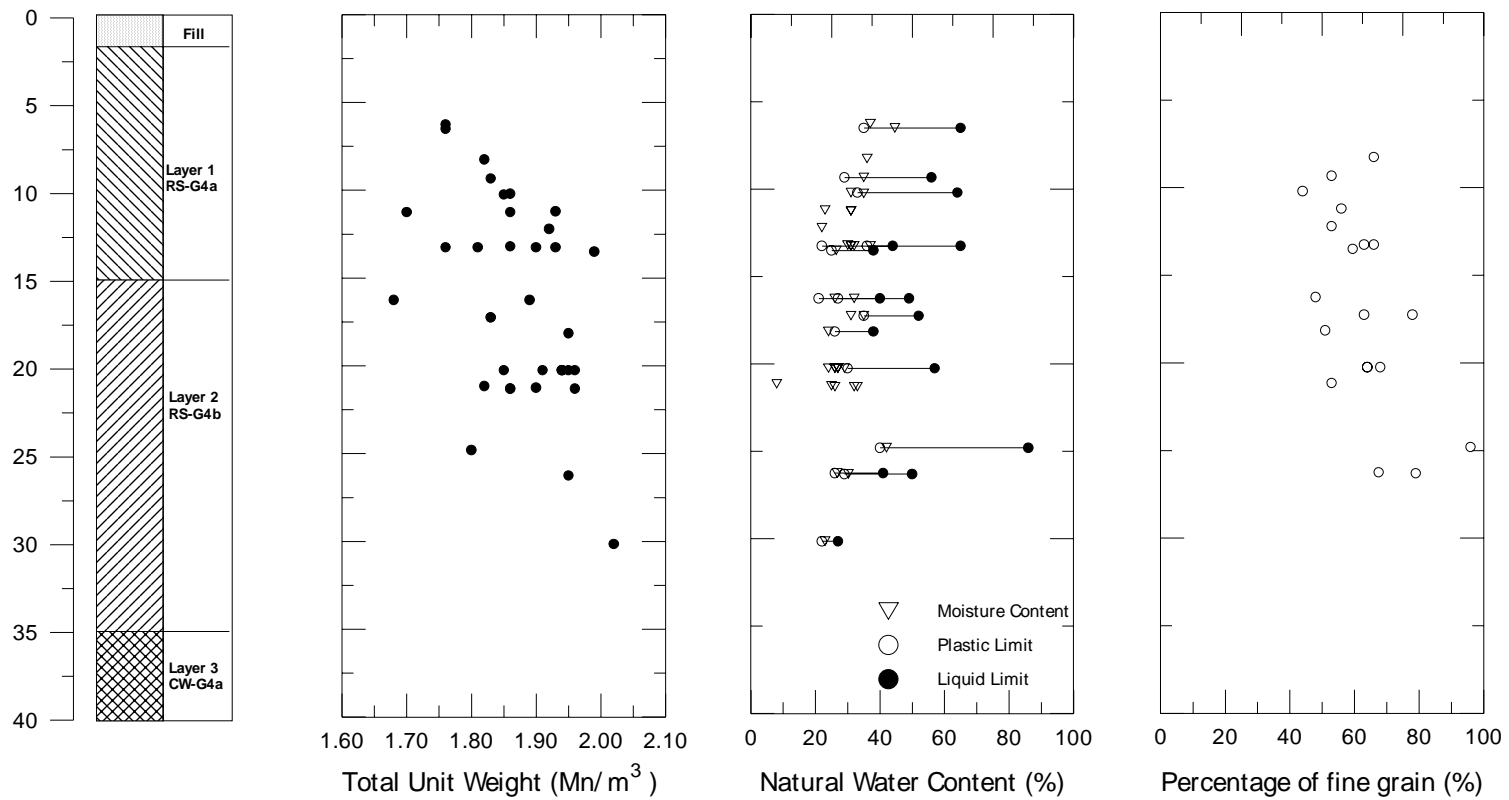 0
5
10
15
20
25
30
35
40
Fill
Layer 1
RS-G4a
Layer 2
RS-G4b
Layer 3
CW-G4a
1.60 1.70 1.80 1.90 2.00 2.10
Total Unit Weight (Mn/ m3 )
Moisture Content
Plastic Limit
Liquid Limit
0 20 40 60 80 100
Natural Water Content (%)
0 20 40 60 80 100
Percentage of fine grain (%)